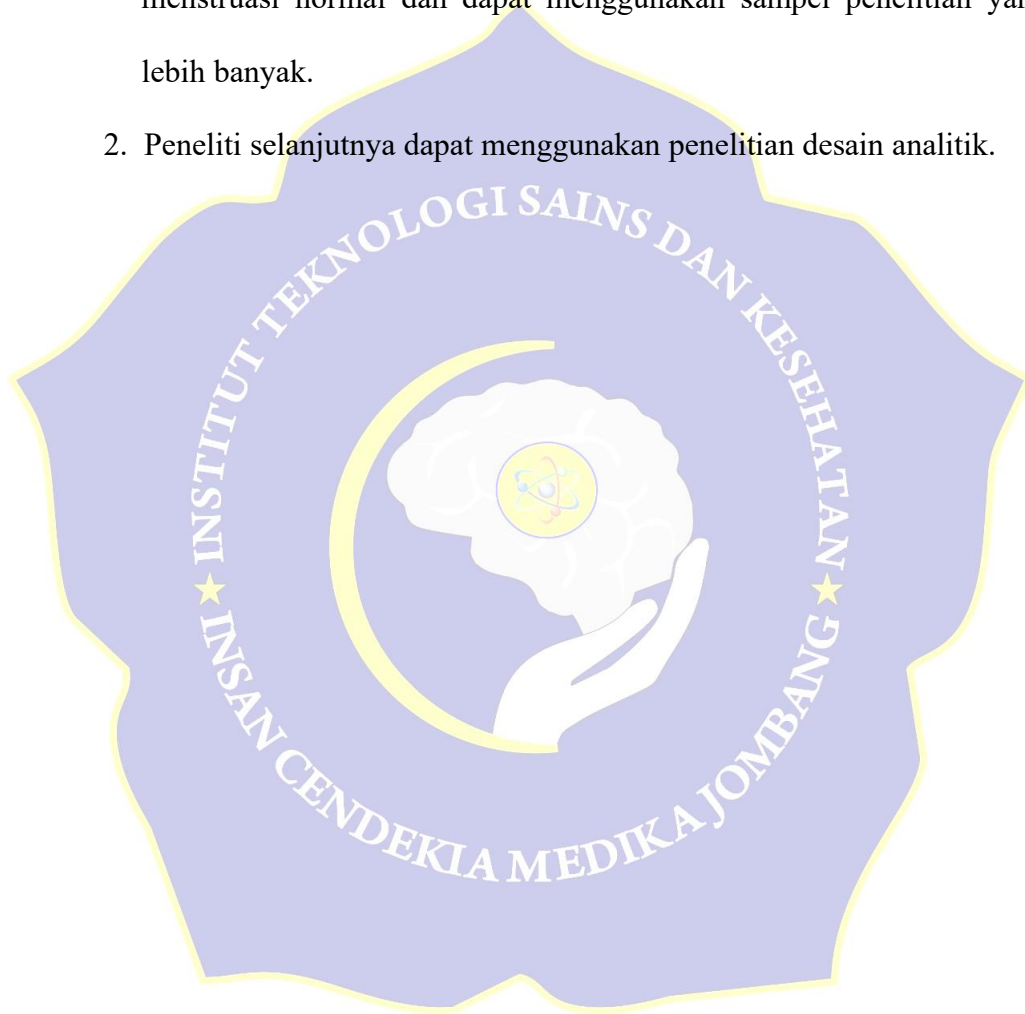 menstruasi normal dan dapat menggunakan sampel penelitian
lebih banyak.
2. Peneliti selanjutnya dapat menggunakan penelitian desain analitik.
INSTITUT TEKNOLOGI SAINS DAN KESEHATAN
INSAN CENDEKIA MEDIKA JOMBANG